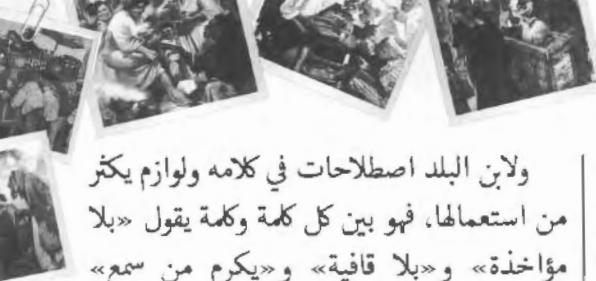 ولابن البلد اصطلاحات في كلامه ولوازم يكثر
من استعمالها، فهو بين كل كلمة وكلمة يقول «بلا
مؤاخذة» و«بلا قافية» و«يكرم من سمع»